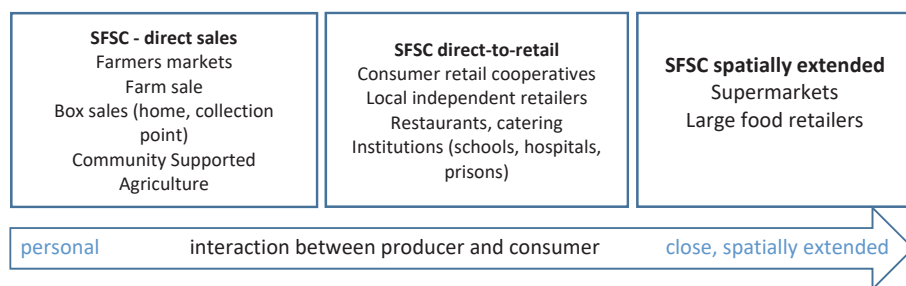 SFSC - direct sales
Farmers markets
Farm sale
Box sales (home, collection
point)
Community Supported
Agriculture
SFSC direct-to-retail
Consumer retail cooperatives
Local independent retailers
Restaurants, catering
Institutions (schools, hospitals,
prisons)
SFSC spatially extended
Supermarkets
Large food retailers
personal interaction between producer and consumer close, spatially extended